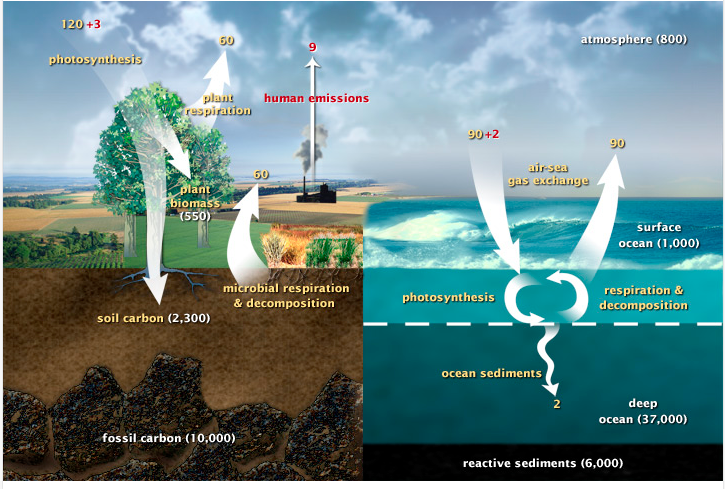 120 +3
photosynthesis
60
plant
respiration
9
human emissions
atmosphere (800)
90 +2
90
air-sea
gas exchange
60
plant
biomass
(550)
surface
ocean (1,000)
microbial respiration
& decomposition
soil carbon (2,300)
photosynthesis
respiration &
decomposition
ocean sediments
2
deep
ocean (37,000)
fossil carbon (10,000)
reactive sediments (6,000)